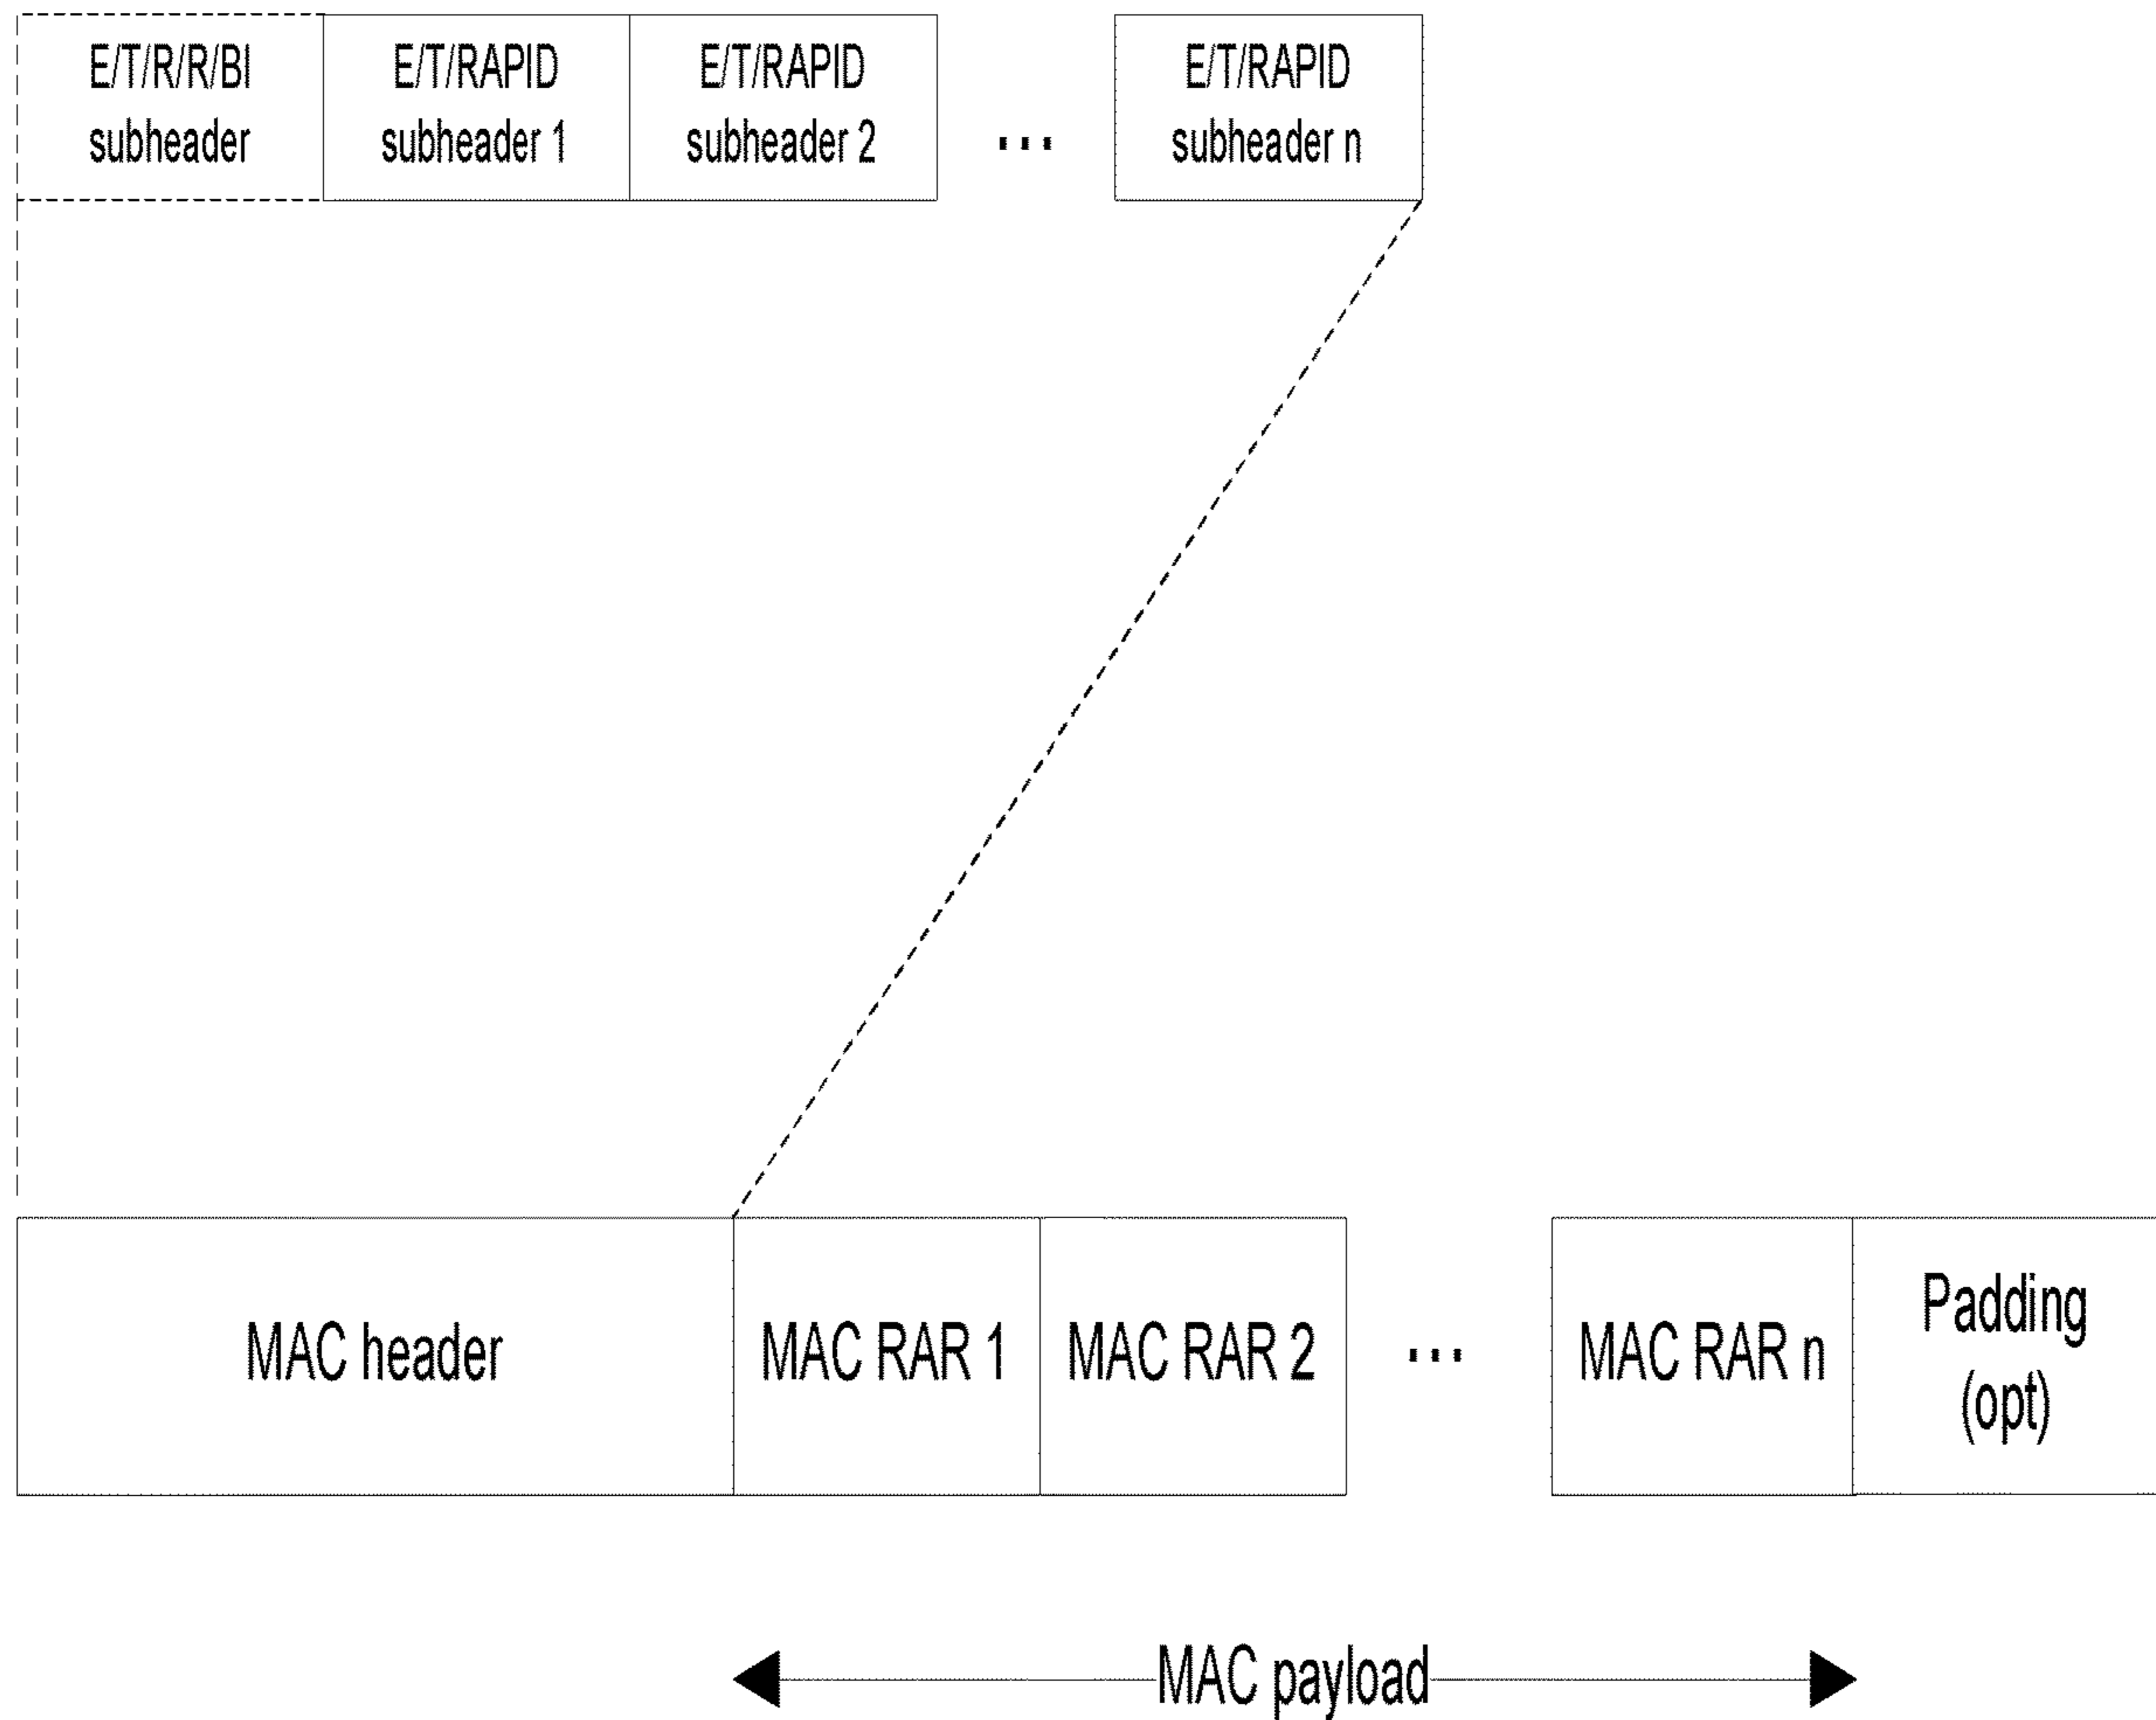 E/T/R/R/BI subheader
E/T/RAPID subheader 1
E/T/RAPID subheader 2
...
E/T/RAPID subheader n
MAC header
MAC RAR 1
MAC RAR 2
...
MAC RAR n
Padding (opt)
MAC payload